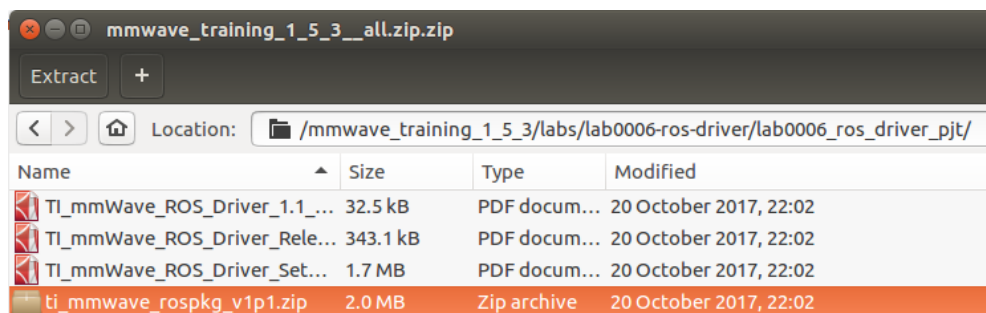 mmwave_training_1_5_3__all.zip.zip
Extract +
Location: /mmwave_training_1_5_3/labs/lab0006-ros-driver/lab0006_ros_driver_pjt/
Name Size Type Modified
TI_mmWave_ROS_Driver_1.1_... 32.5 kB PDF docum... 20 October 2017, 22:02
TI_mmWave_ROS_Driver_Rele... 343.1 kB PDF docum... 20 October 2017, 22:02
TI_mmWave_ROS_Driver_Set... 1.7 MB PDF docum... 20 October 2017, 22:02
ti_mmwave_rospkg_v1p1.zip 2.0 MB Zip archive 20 October 2017, 22:02